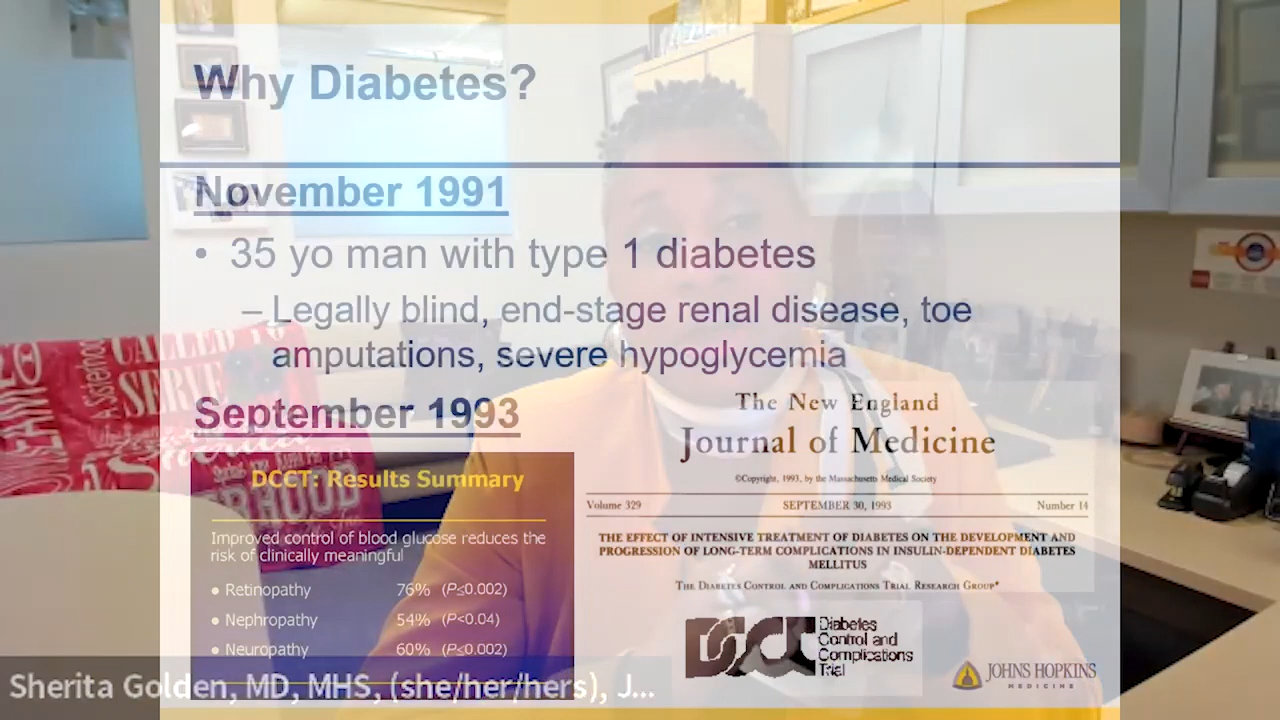 Why Diabetes?
November 1991
• 35 yo man with type 1 diabetes
– Legally blind, end-stage renal disease, toe
amputations, severe hypoglycemia
September 1993
DCCT: Results Summary
Improved control of blood glucose reduces the
risk of clinically meaningful
• Retinopathy 76% (P≤0.002)
• Nephropathy 54% (P<0.04)
• Neuropathy 60% (P≤0.002)
The New England
Journal of Medicine
©Copyright, 1993, by the Massachusetts Medical Society
Volume 329 SEPTEMBER 30, 1993 Number 14
THE EFFECT OF INTENSIVE TREATMENT OF DIABETES ON THE DEVELOPMENT AND
PROGRESSION OF LONG-TERM COMPLICATIONS IN INSULIN-DEPENDENT DIABETES
MELLITUS
THE DIABETES CONTROL AND COMPLICATIONS TRIAL RESEARCH GROUP*
DCCT
Diabetes
Control and
Complications
Trial
JOHNS HOPKINS
MEDICINE
CALLED TO
SERVE
Sherita Golden, MD, MHS, (she/her/hers), J...